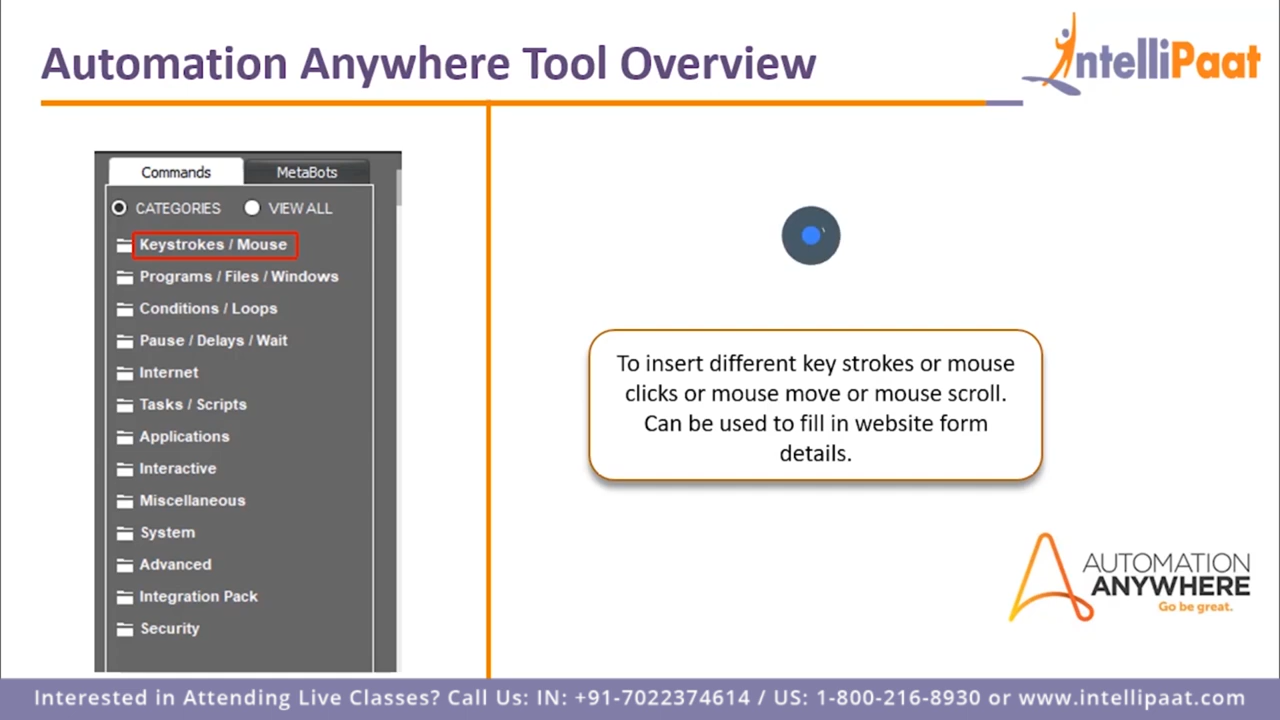 Automation Anywhere Tool Overview
IntelliPaat
Commands
MetaBots
CATEGORIES
VIEW ALL
Keystrokes / Mouse
Programs / Files / Windows
Conditions / Loops
Pause / Delays / Wait
Internet
Tasks / Scripts
Applications
Interactive
Miscellaneous
System
Advanced
Integration Pack
Security
To insert different key strokes or mouse
clicks or mouse move or mouse scroll.
Can be used to fill in website form
details.
AUTOMATION
ANYWHERE
Go be great.
Interested in Attending Live Classes? Call Us: IN: +91-7022374614 / US: 1-800-216-8930 or www.intellipaat.com